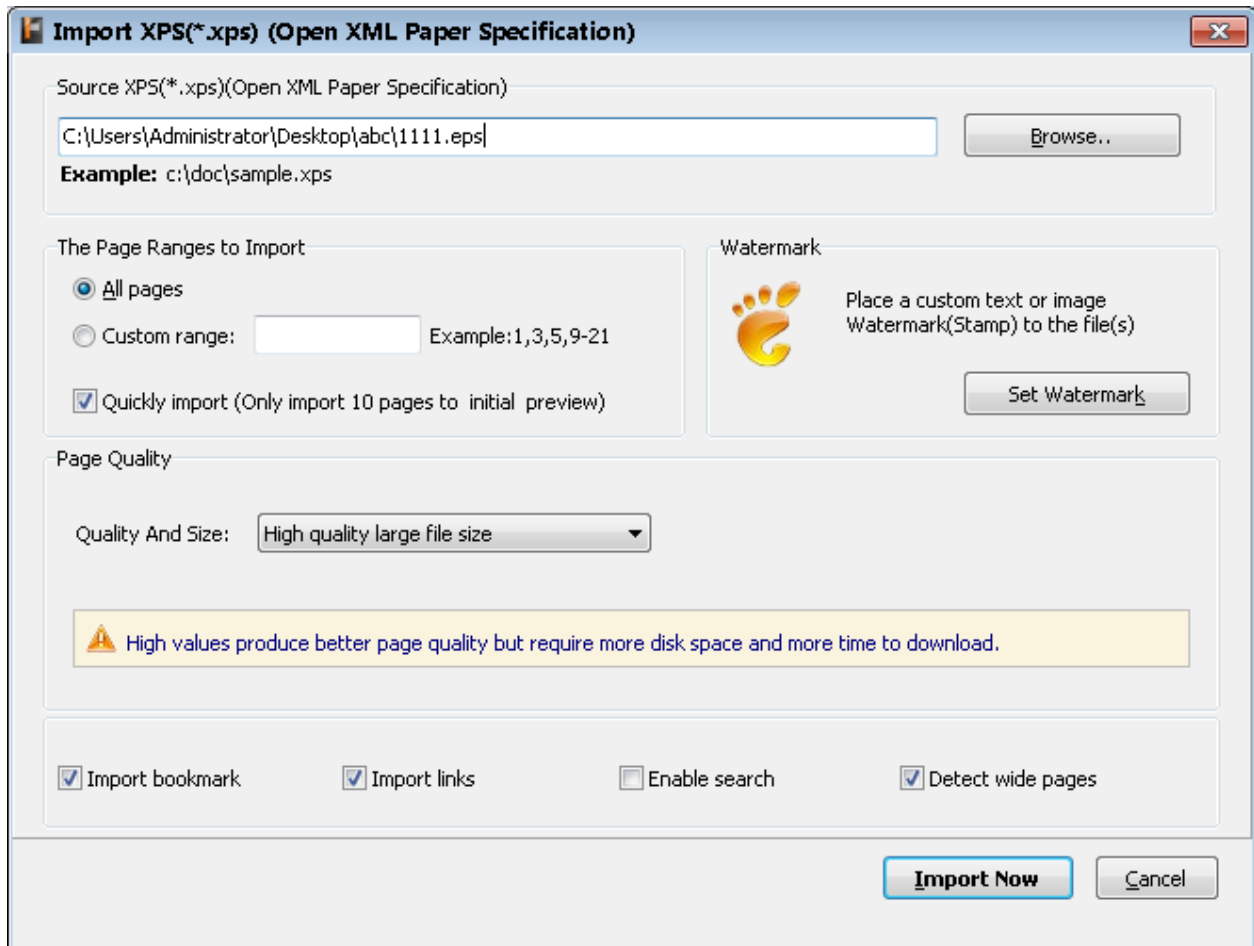 Import XPS(*.xps) (Open XML Paper Specification)
Source XPS(*.xps)(Open XML Paper Specification)
C:\Users\Administrator\Desktop\abc\1111.eps
Browse..
Example: c:\doc\sample.xps
The Page Ranges to Import
All pages
Custom range:
Example:1,3,5,9-21
Quickly import (Only import 10 pages to  initial  preview)
Watermark
Place a custom text or image
Watermark(Stamp) to the file(s)
Set Watermark
Page Quality
Quality And Size:
High quality large file size
High values produce better page quality but require more disk space and more time to download.
Import bookmark
Import links
Enable search
Detect wide pages
Import Now
Cancel